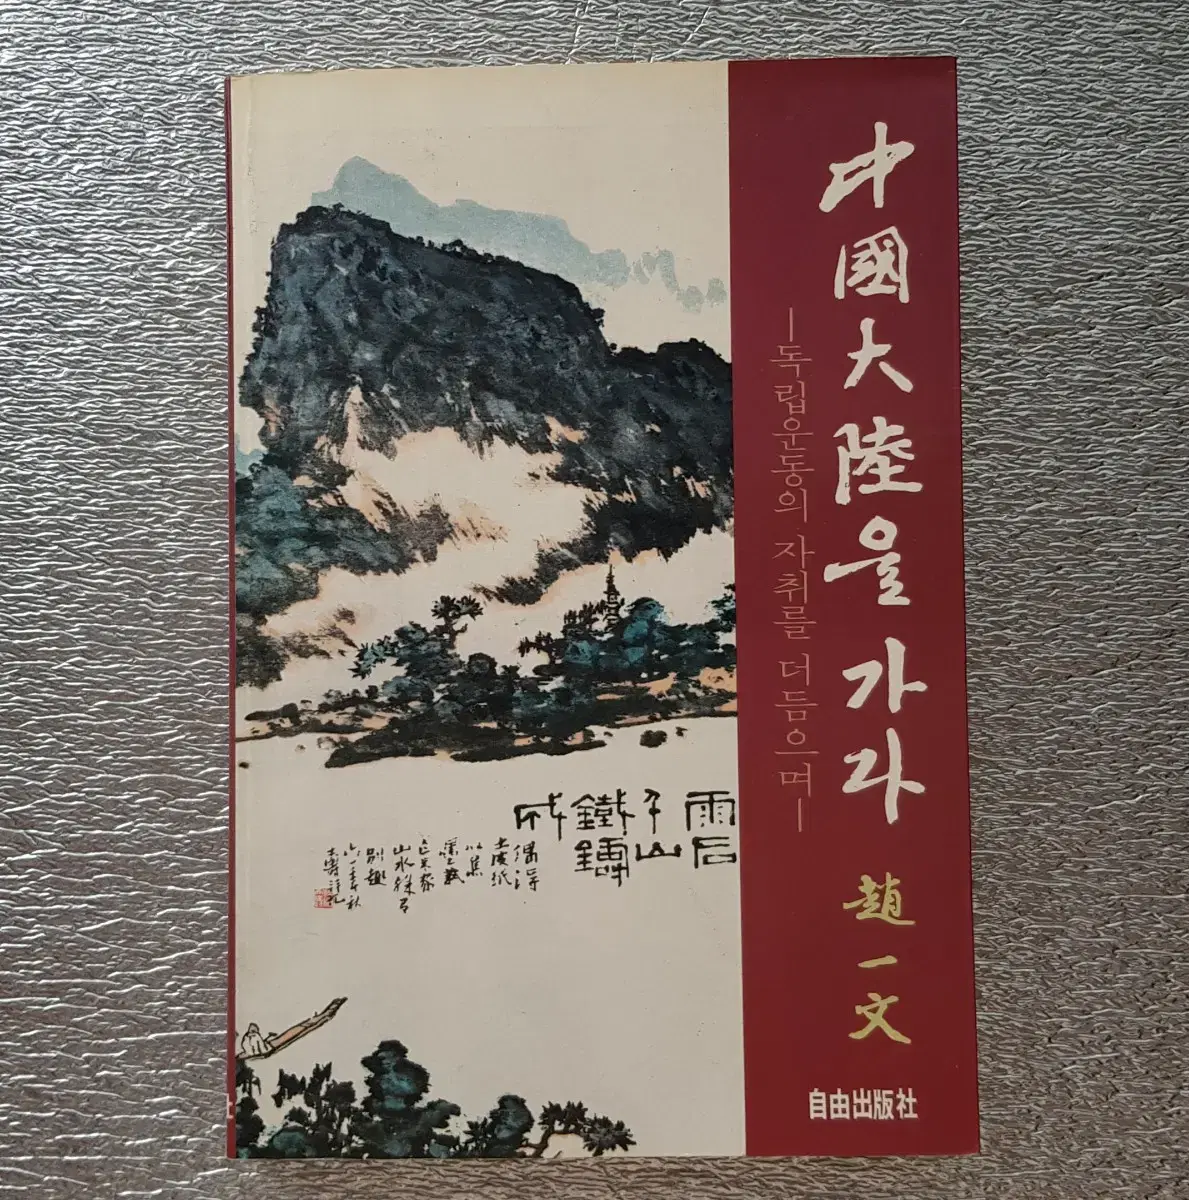 中國大陸을 가다
—독립운동의 자취를 더듬으며—
趙一文
自由出版社
雨后
千山
鐵鑄
成